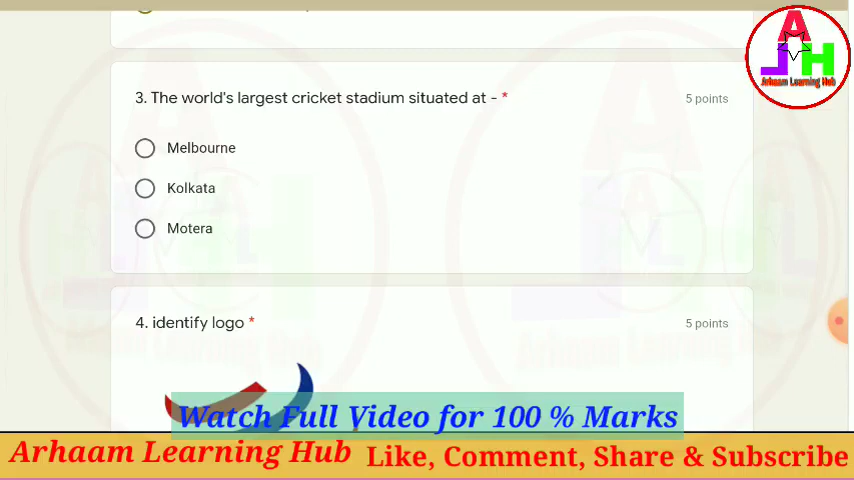 A
JLH
Arhaam Learning Hub
3. The world's largest cricket stadium situated at - *
5 points
Melbourne
Kolkata
Motera
4. identify logo *
5 points
Watch Full Video for 100 % Marks
Arhaam Learning Hub Like, Comment, Share & Subscribe